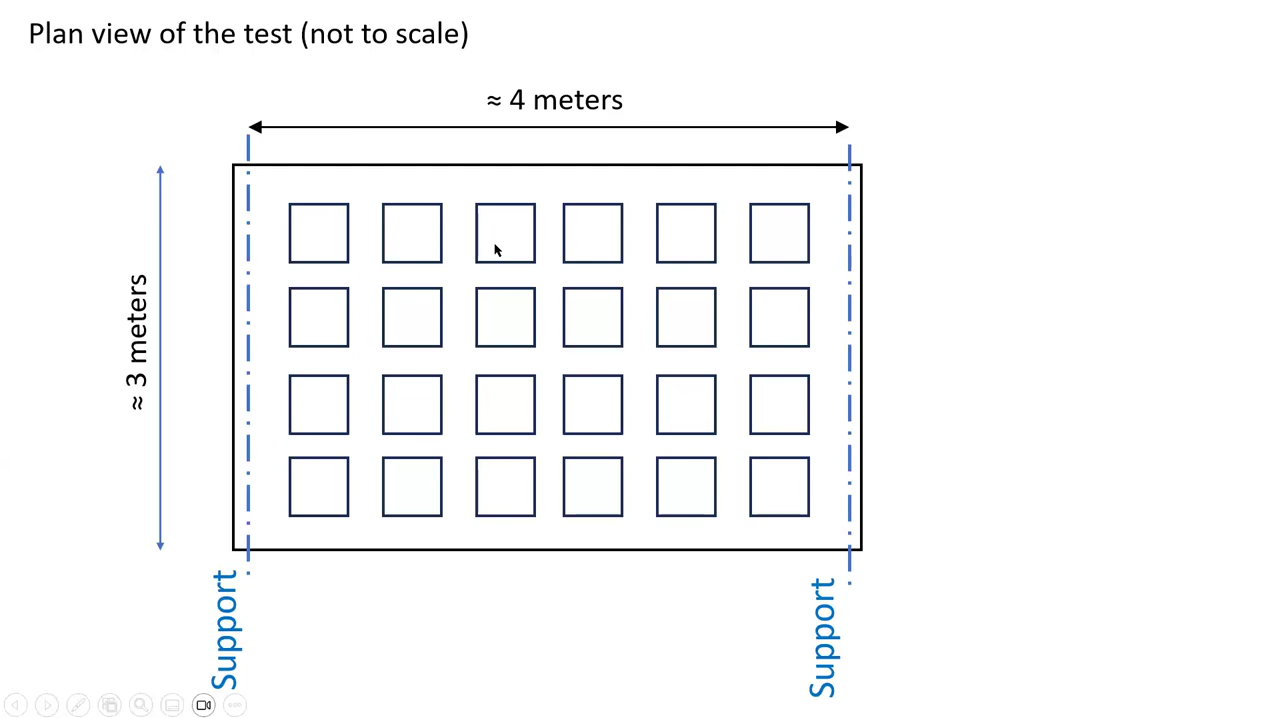 Plan view of the test (not to scale)
≈ 4 meters
≈ 3 meters
Support
Support